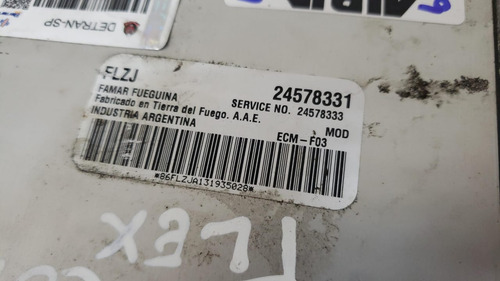 DETRAN-SP
FLZJ
24578331
FAMAR FUEGUINA
SERVICE NO. 24578333
Fabricado en Tierra del Fuego. A.A.E.
MOD
INDUSTRIA ARGENTINA
ECM-F03
*86FLZJA131935028*
FLEX